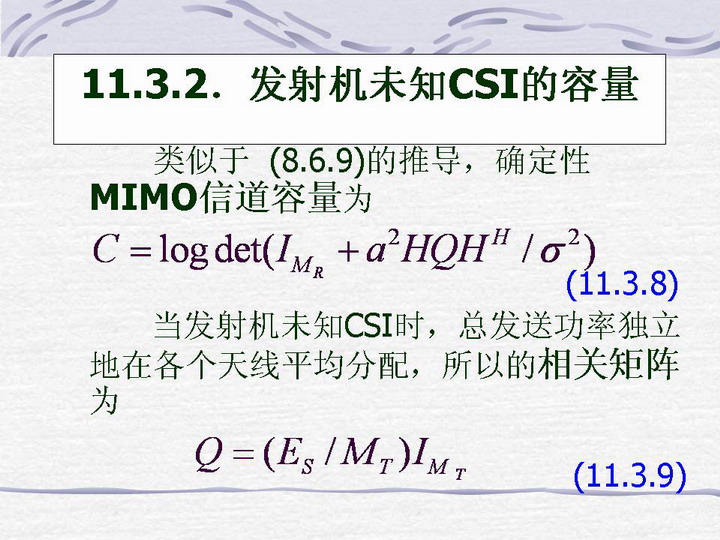 11.3.2．发射机未知CSI的容量
类似于 (8.6.9)的推导，确定性
MIMO信道容量为
C = log det(I_{M_R} + a²HQH^H / σ²)
(11.3.8)
当发射机未知CSI时，总发送功率独立
地在各个天线平均分配，所以的相关矩阵
为
Q = (E_S / M_T)I_{M_T}
(11.3.9)